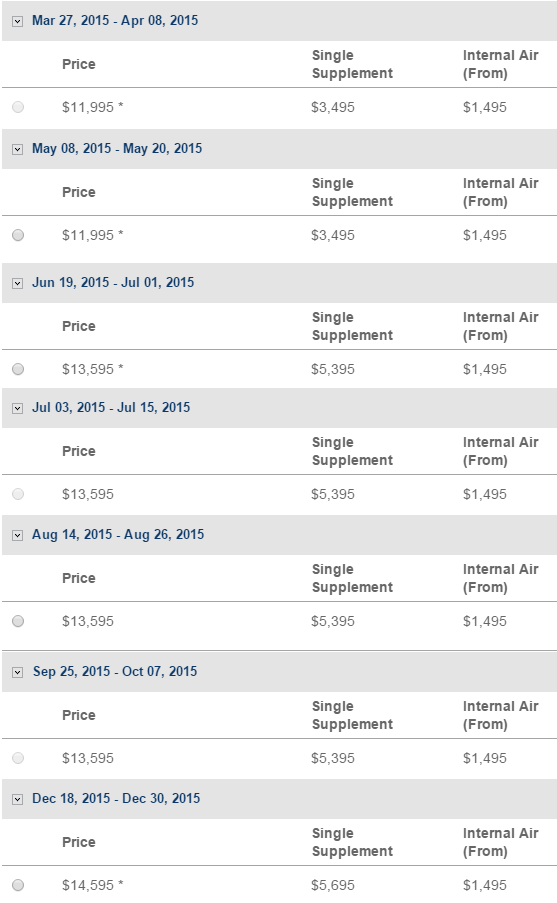 Mar 27, 2015 - Apr 08, 2015
Price Single Supplement Internal Air (From)
$11,995 * $3,495 $1,495
May 08, 2015 - May 20, 2015
Price Single Supplement Internal Air (From)
$11,995 * $3,495 $1,495
Jun 19, 2015 - Jul 01, 2015
Price Single Supplement Internal Air (From)
$13,595 * $5,395 $1,495
Jul 03, 2015 - Jul 15, 2015
Price Single Supplement Internal Air (From)
$13,595 $5,395 $1,495
Aug 14, 2015 - Aug 26, 2015
Price Single Supplement Internal Air (From)
$13,595 $5,395 $1,495
Sep 25, 2015 - Oct 07, 2015
Price Single Supplement Internal Air (From)
$13,595 $5,395 $1,495
Dec 18, 2015 - Dec 30, 2015
Price Single Supplement Internal Air (From)
$14,595 * $5,695 $1,495